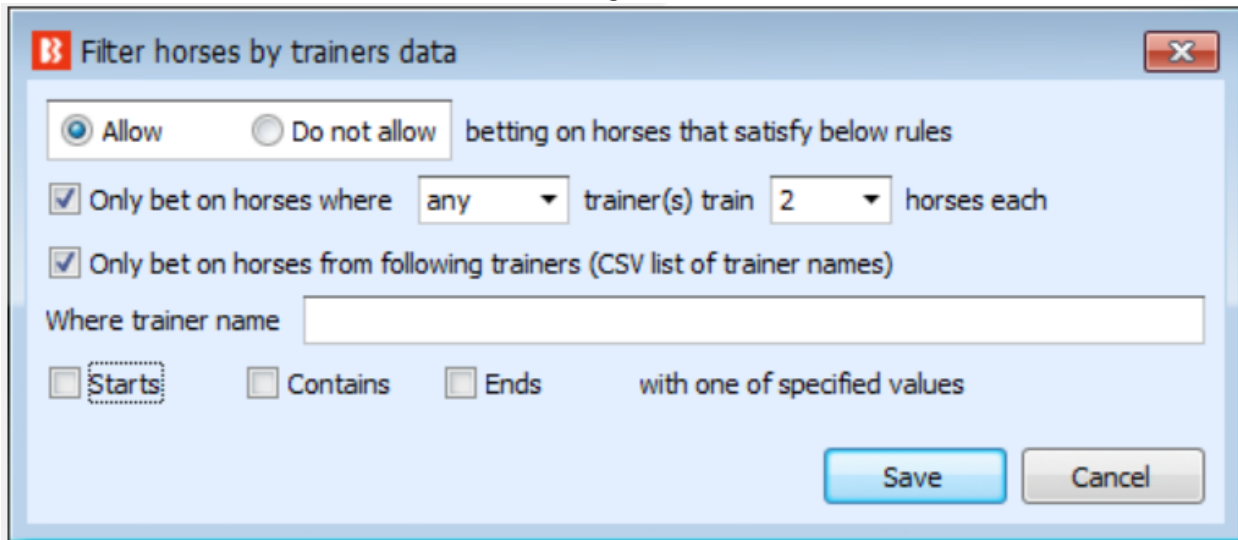 Filter horses by trainers data
Allow Do not allow betting on horses that satisfy below rules
Only bet on horses where any trainer(s) train 2 horses each
Only bet on horses from following trainers (CSV list of trainer names)
Where trainer name
Starts Contains Ends with one of specified values
Save Cancel